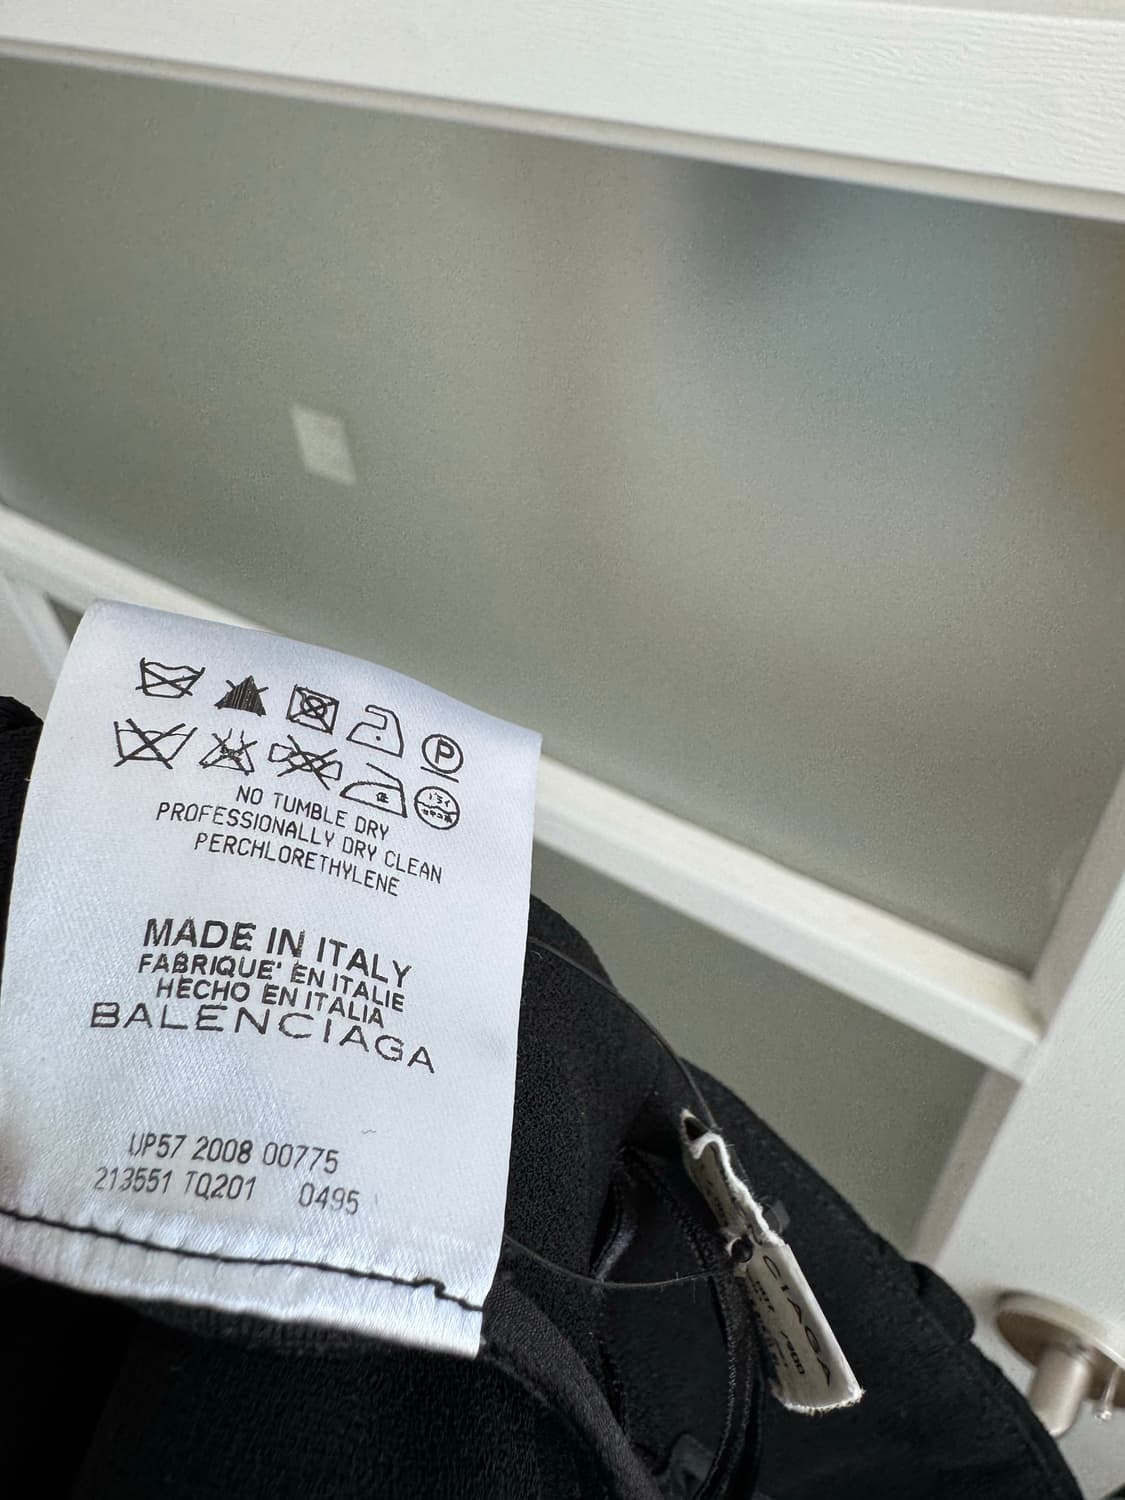 P
NO TUMBLE DRY
PROFESSIONALLY DRY CLEAN
PERCHLORETHYLENE
MADE IN ITALY
FABRIQUE' EN ITALIE
HECHO EN ITALIA
BALENCIAGA
UP57 2008 00775
213551 TQ201 0495
CIAGA